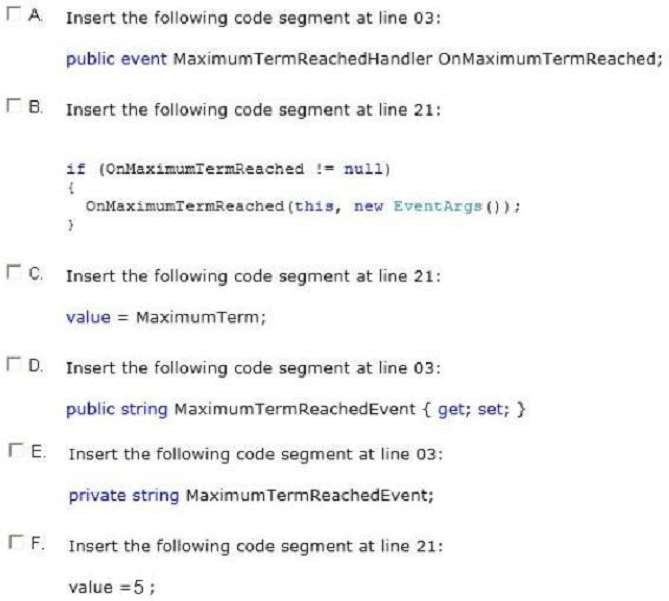 A. Insert the following code segment at line 03:
public event MaximumTermReachedHandler OnMaximumTermReached;
B. Insert the following code segment at line 21:
if (OnMaximumTermReached != null)
{
OnMaximumTermReached(this, new EventArgs());
}
C. Insert the following code segment at line 21:
value = MaximumTerm;
D. Insert the following code segment at line 03:
public string MaximumTermReachedEvent { get; set; }
E. Insert the following code segment at line 03:
private string MaximumTermReachedEvent;
F. Insert the following code segment at line 21:
value =5 ;